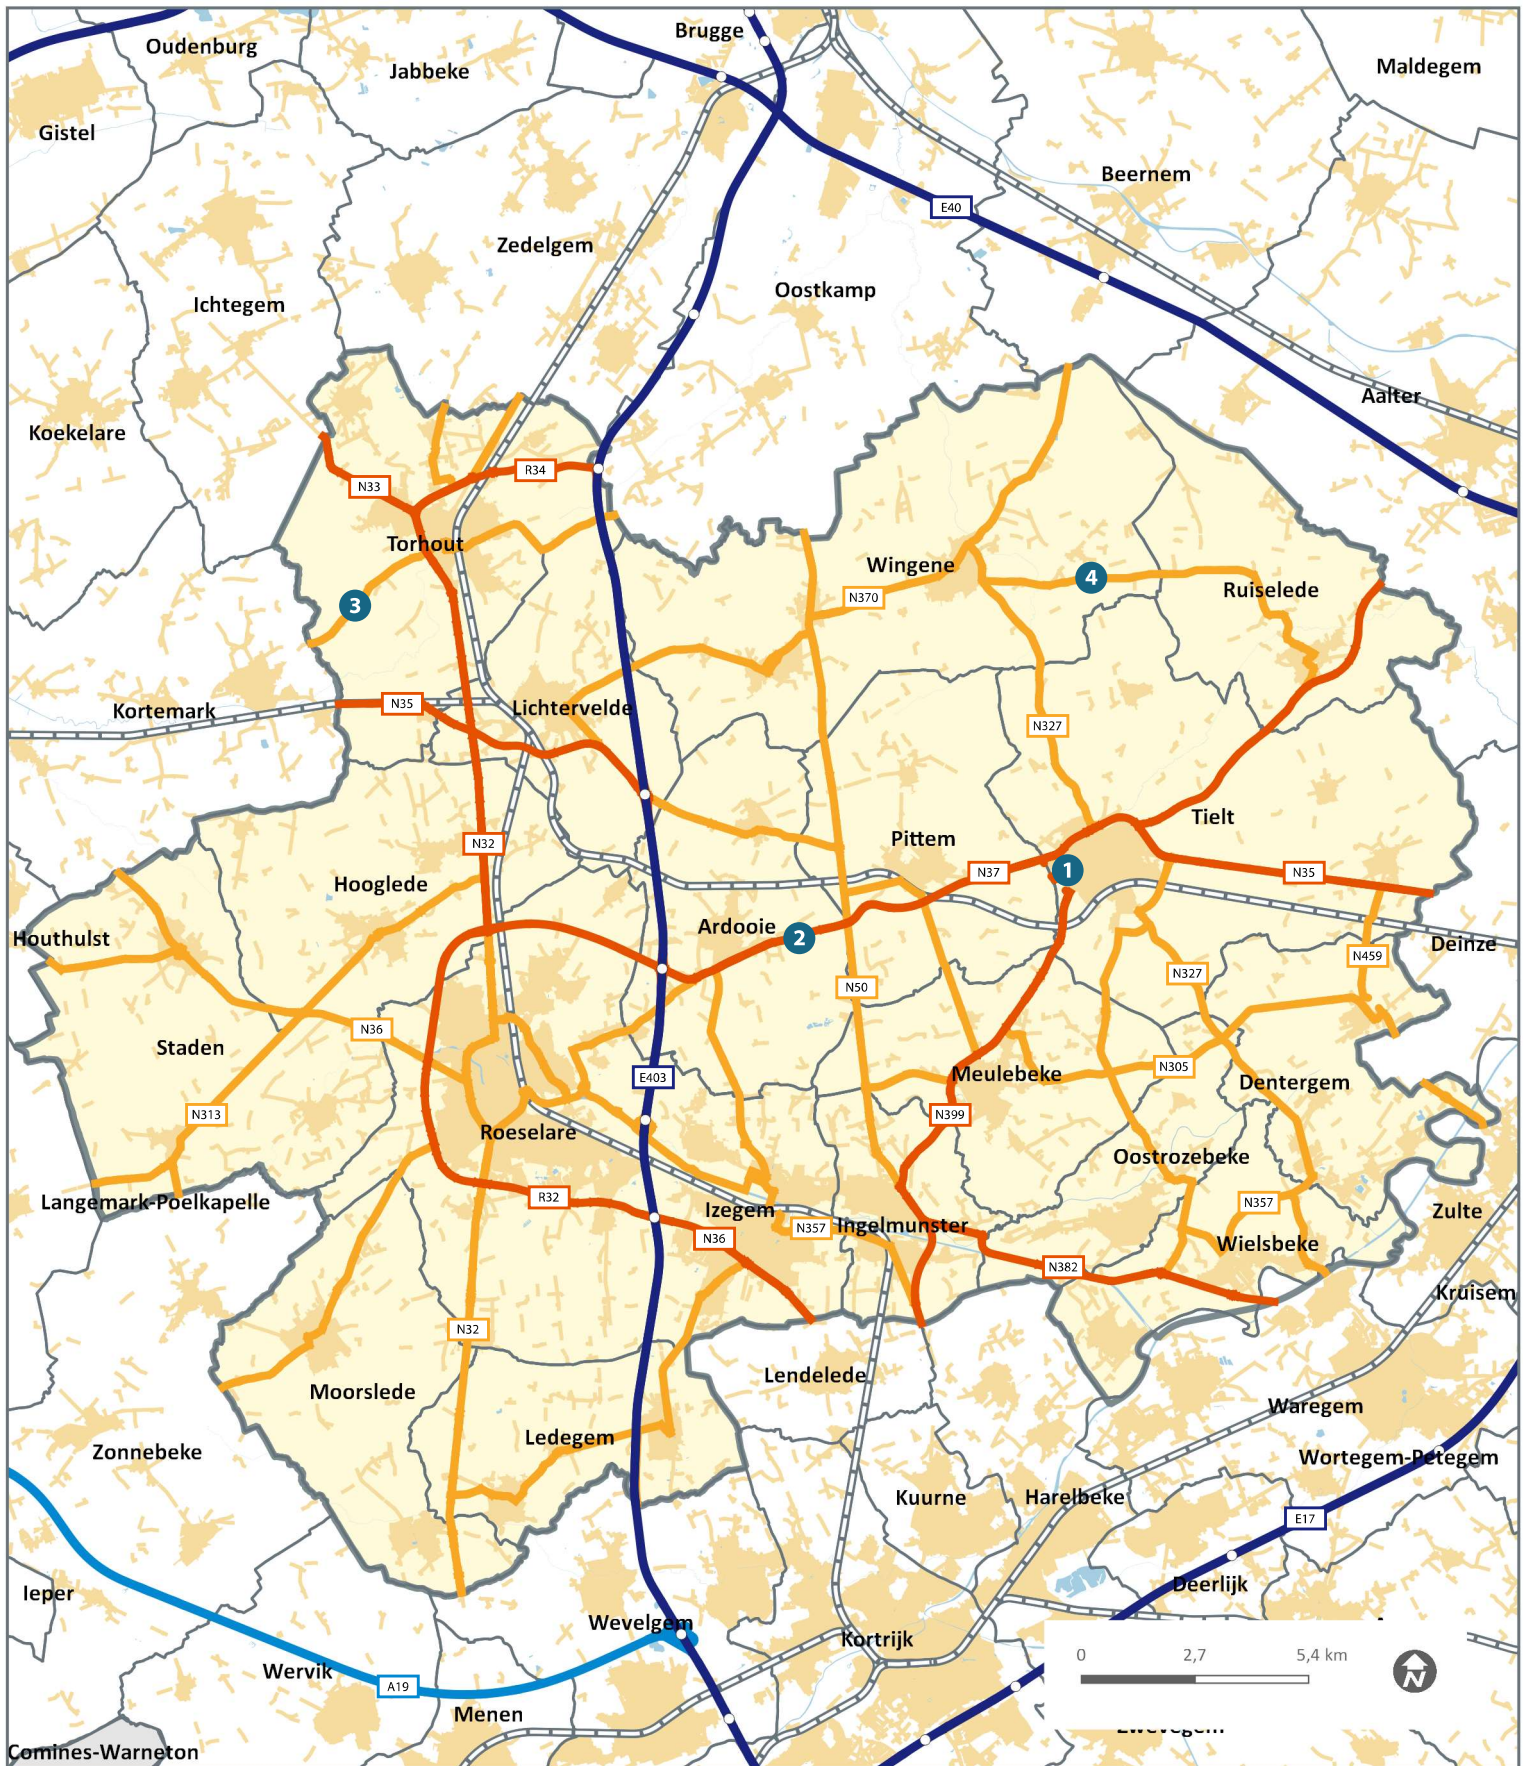 Brugge
Oudenburg
Jabbeke
Maldegem
Gistel
Beernem
E40
Zedelgem
Oostkamp
Ichtegem
Aalter
Koekelare
R34
N33
Torhout
Wingene
4
Ruiselede
N370
3
N35
Lichtervelde
Kortemark
N327
Tielt
N32
Pittem
N37
1
N35
Hooglede
Ardooie
2
Houthulst
Deinze
N459
N327
N50
N36
Staden
N305
Meulebeke
E403
Dentergem
N313
N399
Roeselare
Oostrozebeke
R32
Langemark-Poelkapelle
N357
Izegem
Zulte
N357
Ingelmunster
N36
Wielsbeke
N382
Kruisem
N32
Lendelede
Moorslede
Waregem
Ledegem
Zonnebeke
Wortegem-Petegem
Kuurne
Harelbeke
E17
Deerlijk
Ieper
Wevelgem
Kortrijk
0 2,7 5,4 km
N
Wervik
A19
Menen
Comines-Warneton